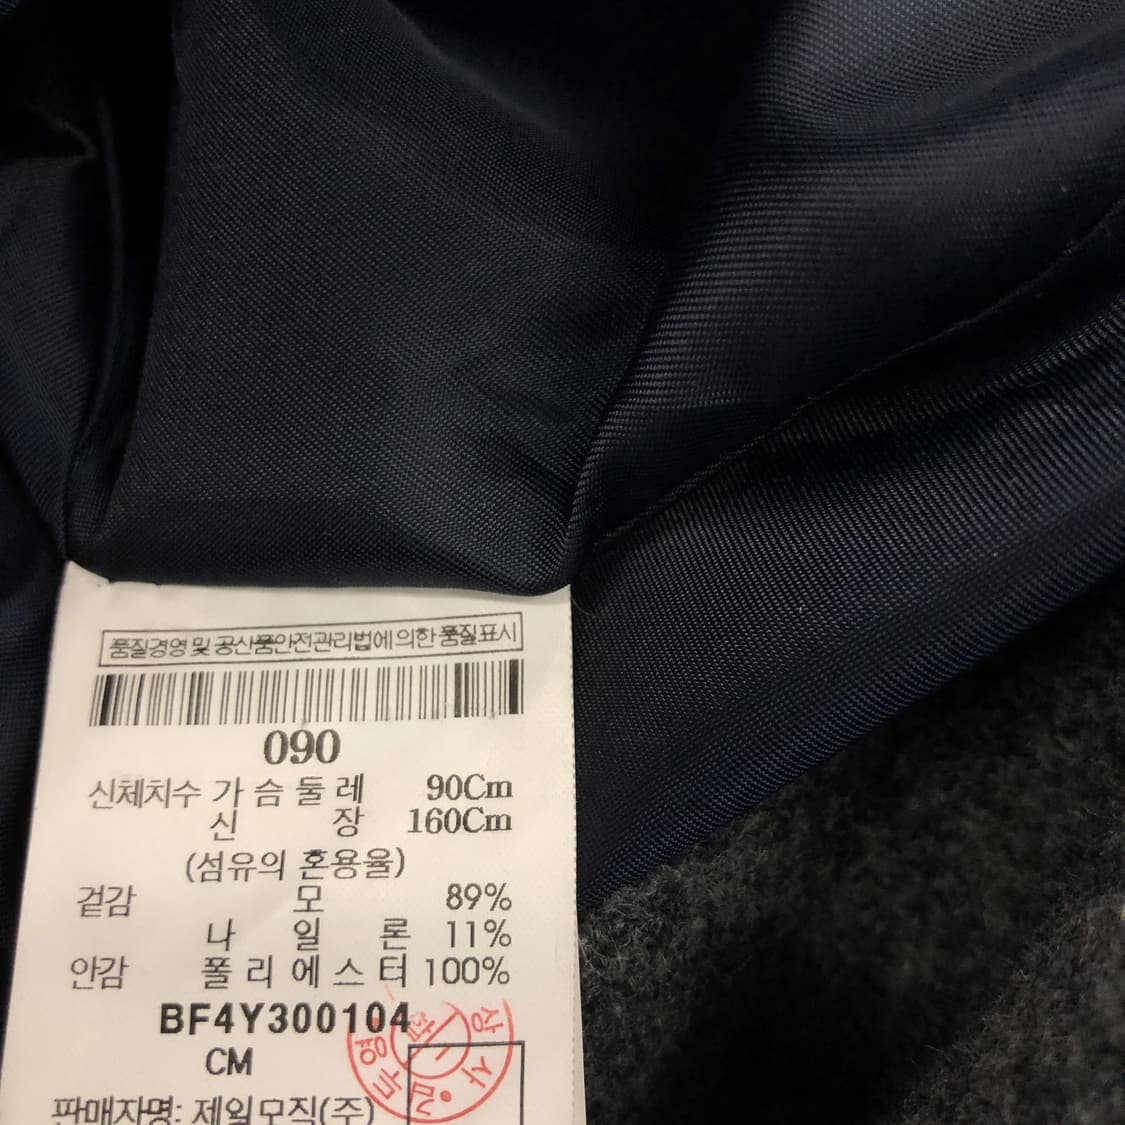 품질경영 및 공산품안전관리법에 의한 품질표시
090
신체치수 가 슴 둘 레 90Cm
신 장 160Cm
(섬유의 혼용율)
겉감 모 89%
나 일 론 11%
안감 폴 리 에 스 터 100%
BF4Y300104
CM
판매자명: 제일모직(주)